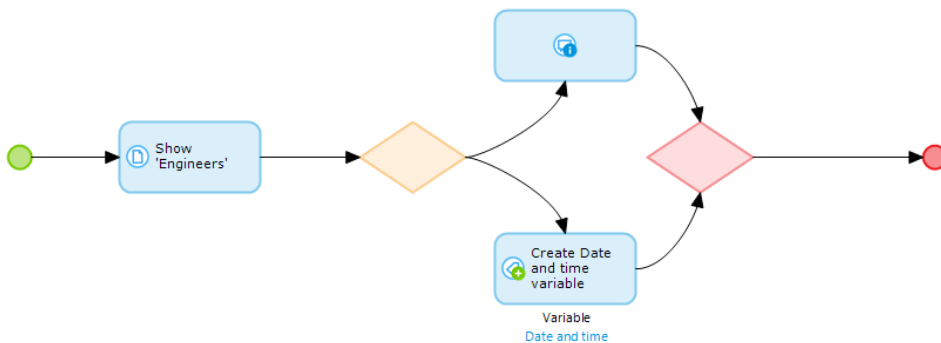 Show
'Engineers'
Create Date
and time
variable
Variable
Date and time